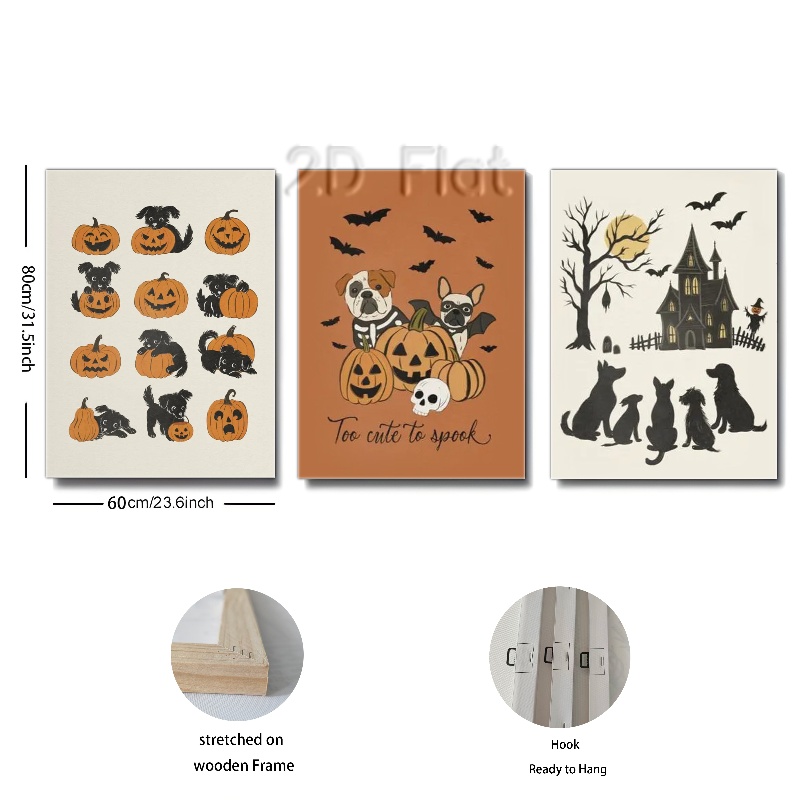 2D Flat
80cm/31.5inch
Too cute to spook
60cm/23.6inch
stretched on
wooden Frame
Hook
Ready to Hang